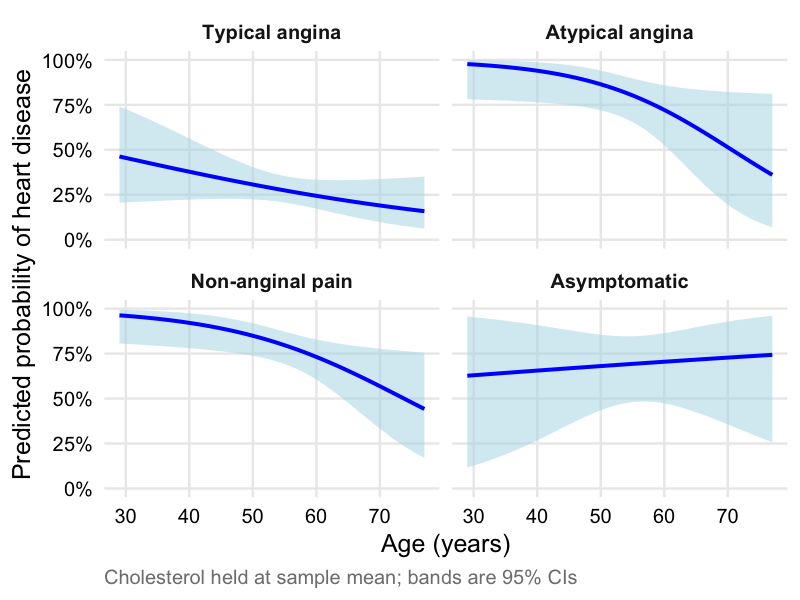 Typical angina
Atypical angina
100%
75%
50%
25%
0%
Non-anginal pain
Asymptomatic
100%
75%
50%
25%
0%
30 40 50 60 70
30 40 50 60 70
Predicted probability of heart disease
Age (years)
Cholesterol held at sample mean; bands are 95% CIs